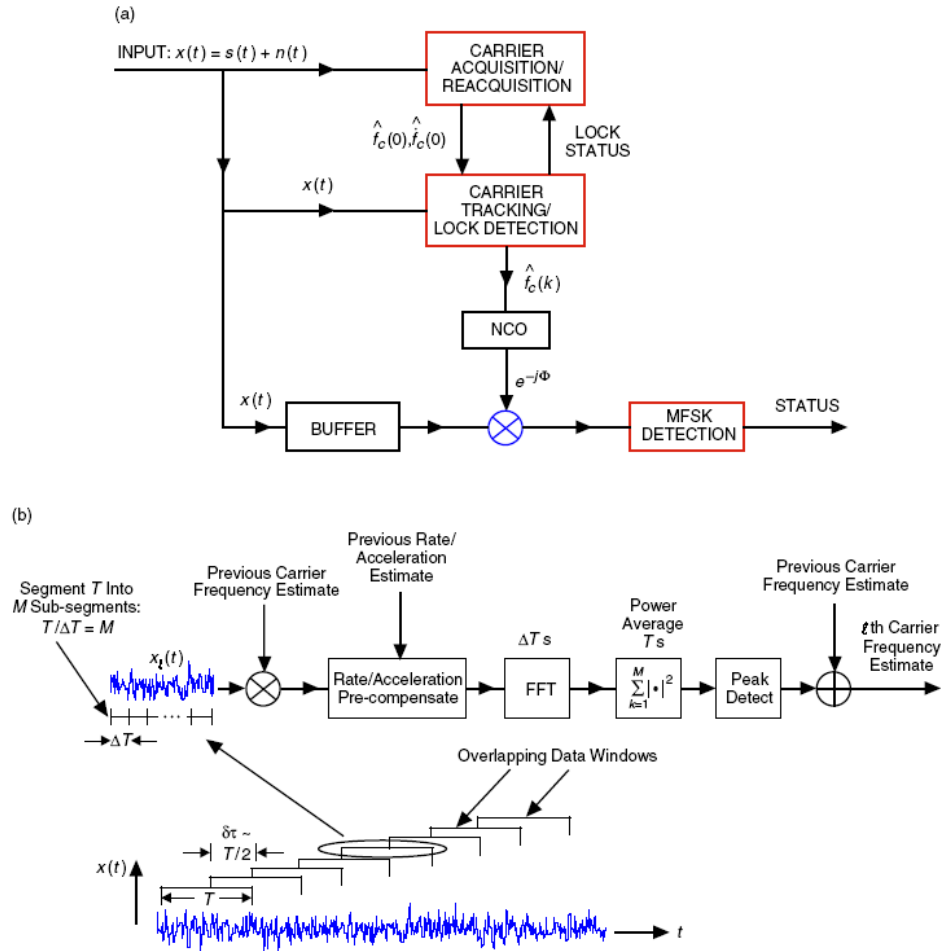 (a)
INPUT: x(t) = s(t) + n(t)
CARRIER
ACQUISITION/
REACQUISITION
f̂c(0), ḟ̂c(0)
LOCK
STATUS
x(t)
CARRIER
TRACKING/
LOCK DETECTION
f̂c(k)
NCO
e^{-jΦ}
x(t)
BUFFER
MFSK
DETECTION
STATUS
(b)
Segment T Into
M Sub-segments:
T/ΔT = M
Previous Carrier
Frequency Estimate
Previous Rate/
Acceleration
Estimate
Previous Carrier
Frequency Estimate
xℓ(t)
ΔT
Rate/Acceleration
Pre-compensate
ΔT s
FFT
Power
Average
T s
M
Σ|•|²
k=1
Peak
Detect
ℓth Carrier
Frequency
Estimate
Overlapping Data Windows
δτ ~
T/2
x(t)
T
t